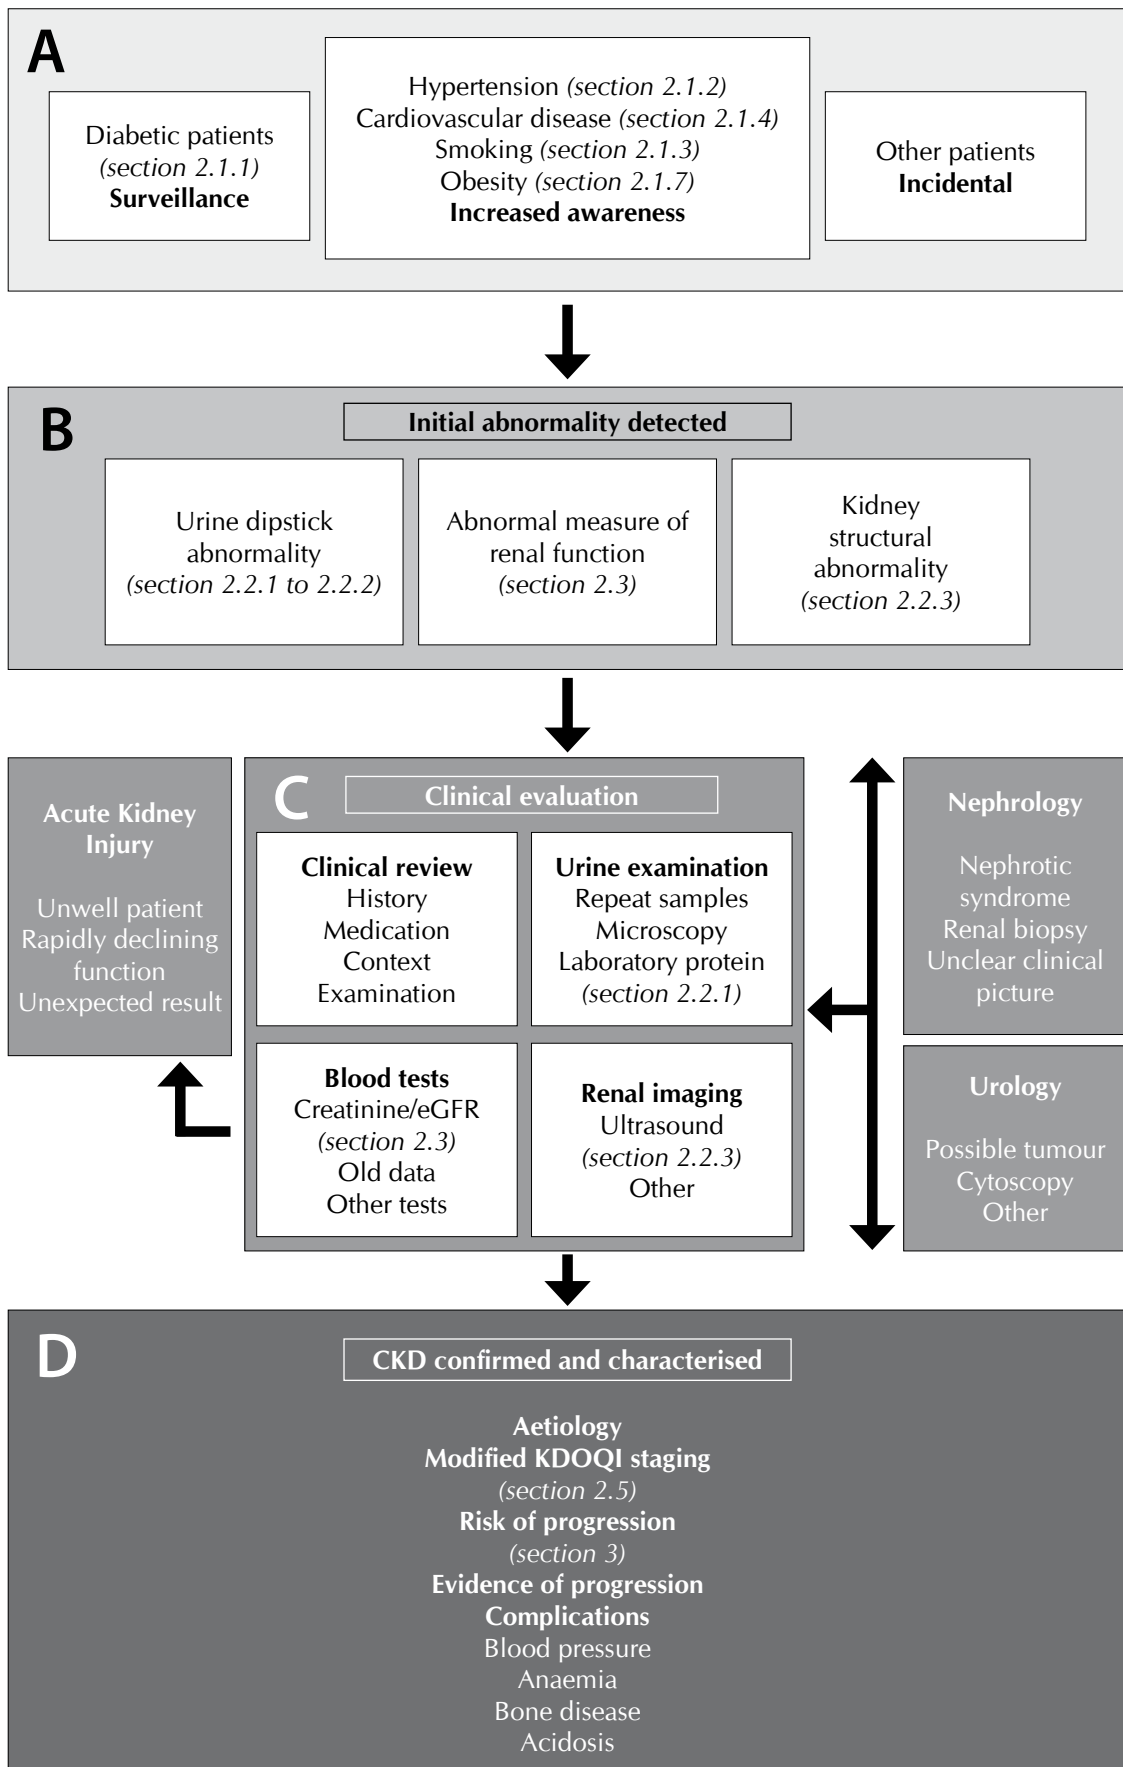 A
Diabetic patients
(section 2.1.1)
Surveillance
Hypertension (section 2.1.2)
Cardiovascular disease (section 2.1.4)
Smoking (section 2.1.3)
Obesity (section 2.1.7)
Increased awareness
Other patients
Incidental
B
Initial abnormality detected
Urine dipstick
abnormality
(section 2.2.1 to 2.2.2)
Abnormal measure of
renal function
(section 2.3)
Kidney
structural
abnormality
(section 2.2.3)
Acute Kidney
Injury
Unwell patient
Rapidly declining
function
Unexpected result
C
Clinical evaluation
Clinical review
History
Medication
Context
Examination
Urine examination
Repeat samples
Microscopy
Laboratory protein
(section 2.2.1)
Blood tests
Creatinine/eGFR
(section 2.3)
Old data
Other tests
Renal imaging
Ultrasound
(section 2.2.3)
Other
Nephrology
Nephrotic
syndrome
Renal biopsy
Unclear clinical
picture
Urology
Possible tumour
Cytoscopy
Other
D
CKD confirmed and characterised
Aetiology
Modified KDOQI staging
(section 2.5)
Risk of progression
(section 3)
Evidence of progression
Complications
Blood pressure
Anaemia
Bone disease
Acidosis